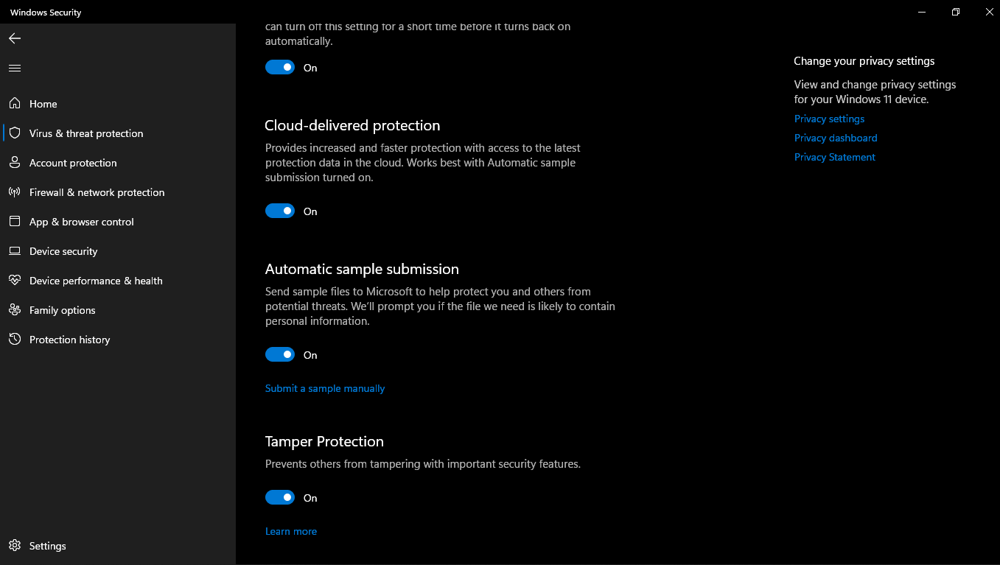 Windows Security
Home
Virus & threat protection
Account protection
Firewall & network protection
App & browser control
Device security
Device performance & health
Family options
Protection history
Settings
can turn off this setting for a short time before it turns back on
automatically.
On
Cloud-delivered protection
Provides increased and faster protection with access to the latest
protection data in the cloud. Works best with Automatic sample
submission turned on.
On
Automatic sample submission
Send sample files to Microsoft to help protect you and others from
potential threats. We’ll prompt you if the file we need is likely to contain
personal information.
On
Submit a sample manually
Tamper Protection
Prevents others from tampering with important security features.
On
Learn more
Change your privacy settings
View and change privacy settings
for your Windows 11 device.
Privacy settings
Privacy dashboard
Privacy Statement